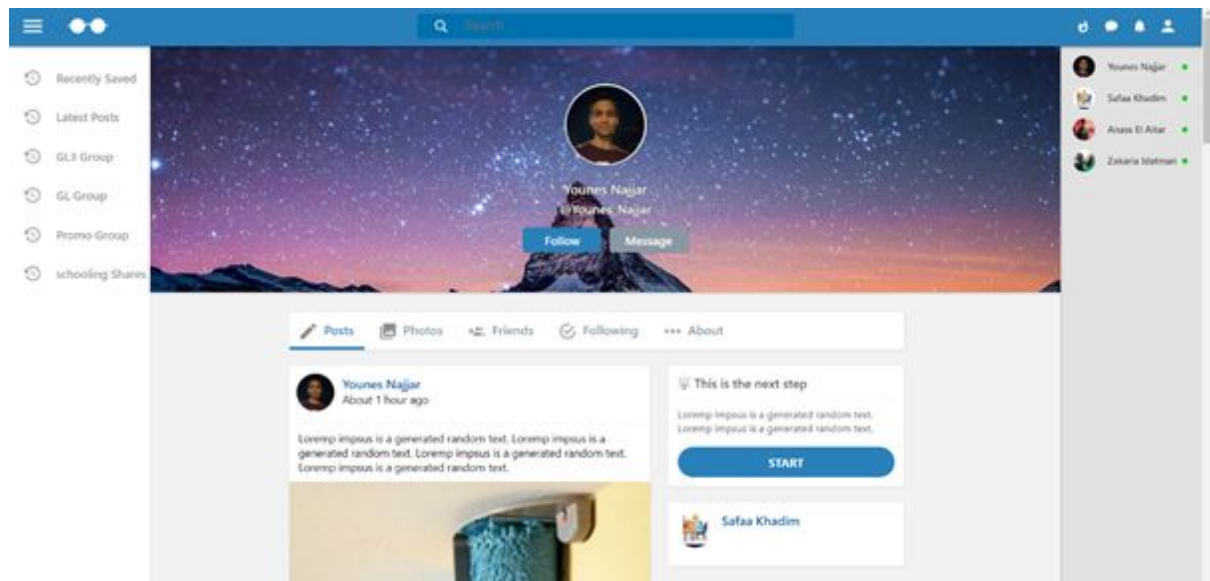 Search
Recently Saved
Latest Posts
GL3 Group
GL Group
Promo Group
schooling Shares
Younes Najjar
@Younes_Najjar
Follow
Message
Posts
Photos
Friends
Following
About
Younes Najjar
About 1 hour ago
Loremp impsus is a generated random text. Loremp impsus is a
generated random text. Loremp impsus is a generated random text.
Loremp impsus is a generated random text.
This is the next step
Loremp impsus is a generated random text.
Loremp impsus is a generated random text.
START
Safaa Khadim
Younes Najjar
Safaa Khadim
Anass El Aitar
Zakaria Idatman